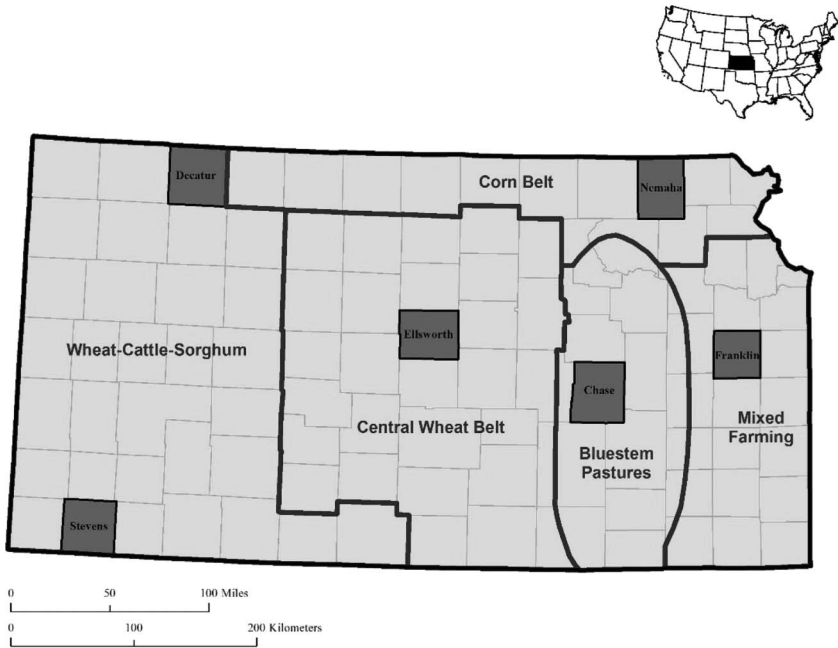 Decatur
Corn Belt
Nemaha
Ellsworth
Wheat-Cattle-Sorghum
Franklin
Chase
Central Wheat Belt
Mixed
Farming
Bluestem
Pastures
Stevens
0 50 100 Miles
0 100 200 Kilometers